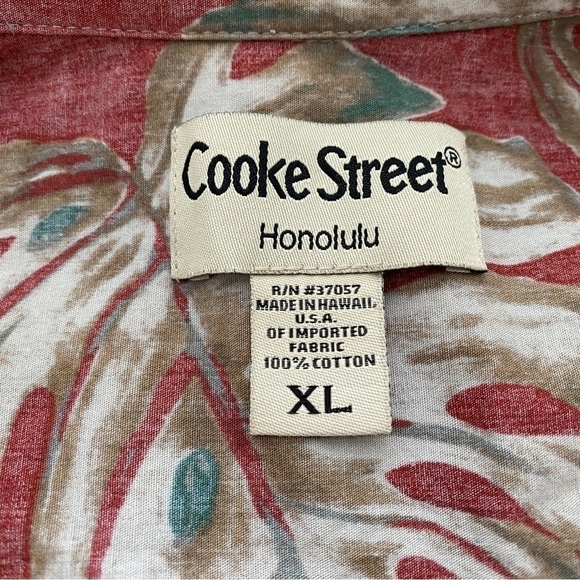 Cooke Street®
Honolulu
R/N #37057
MADE IN HAWAII,
U.S.A.
OF IMPORTED
FABRIC
100% COTTON
XL